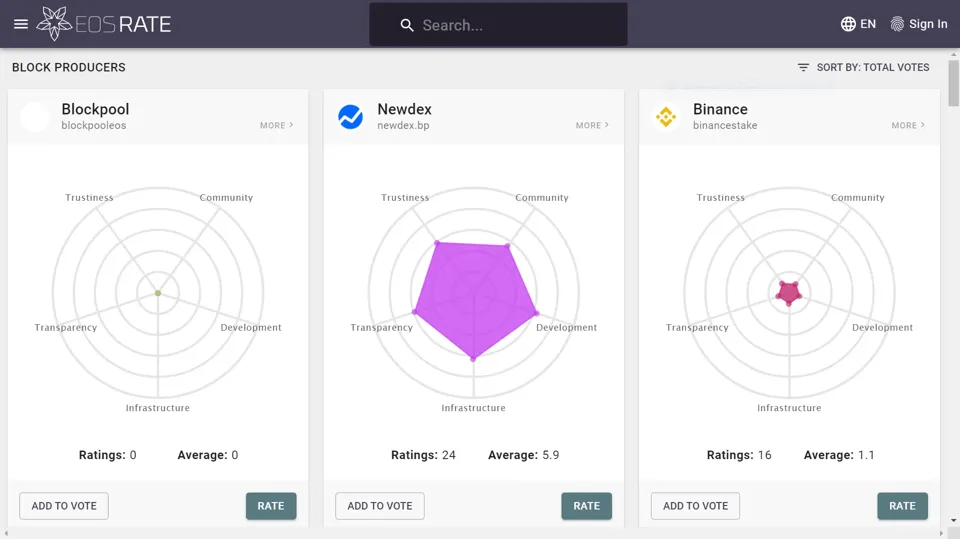 EOS RATE
Search...
EN
Sign In
BLOCK PRODUCERS
SORT BY: TOTAL VOTES
Blockpool
blockpooleos
MORE
Trustiness
Community
Transparency
Development
Infrastructure
Ratings: 0
Average: 0
ADD TO VOTE
RATE
Newdex
newdex.bp
MORE
Trustiness
Community
Transparency
Development
Infrastructure
Ratings: 24
Average: 5.9
ADD TO VOTE
RATE
Binance
binancestake
MORE
Trustiness
Community
Transparency
Development
Infrastructure
Ratings: 16
Average: 1.1
ADD TO VOTE
RATE